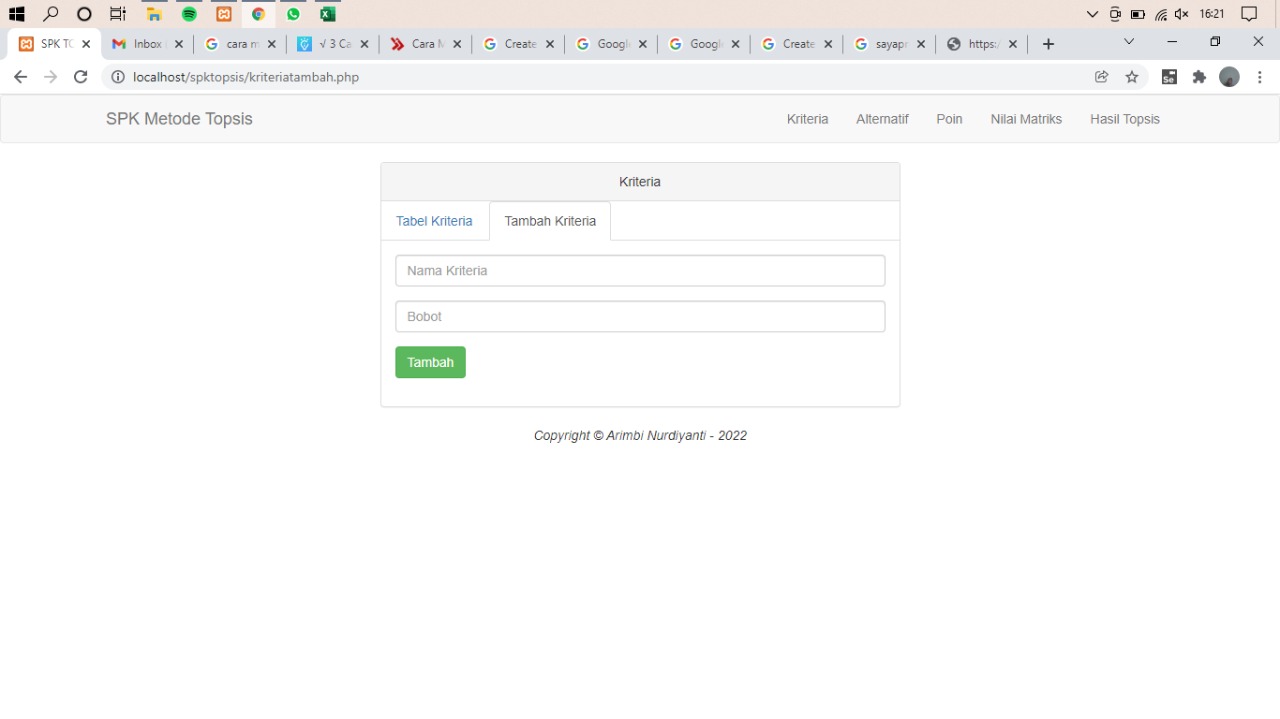 16:21
SPK TC
Inbox
cara m
√ 3 Ca
Cara M
Create
Googl
Googl
Create
sayapr
https:/
localhost/spktopsis/kriteriatambah.php
SPK Metode Topsis
Kriteria
Alternatif
Poin
Nilai Matriks
Hasil Topsis
Kriteria
Tabel Kriteria
Tambah Kriteria
Nama Kriteria
Bobot
Tambah
Copyright © Arimbi Nurdiyanti - 2022